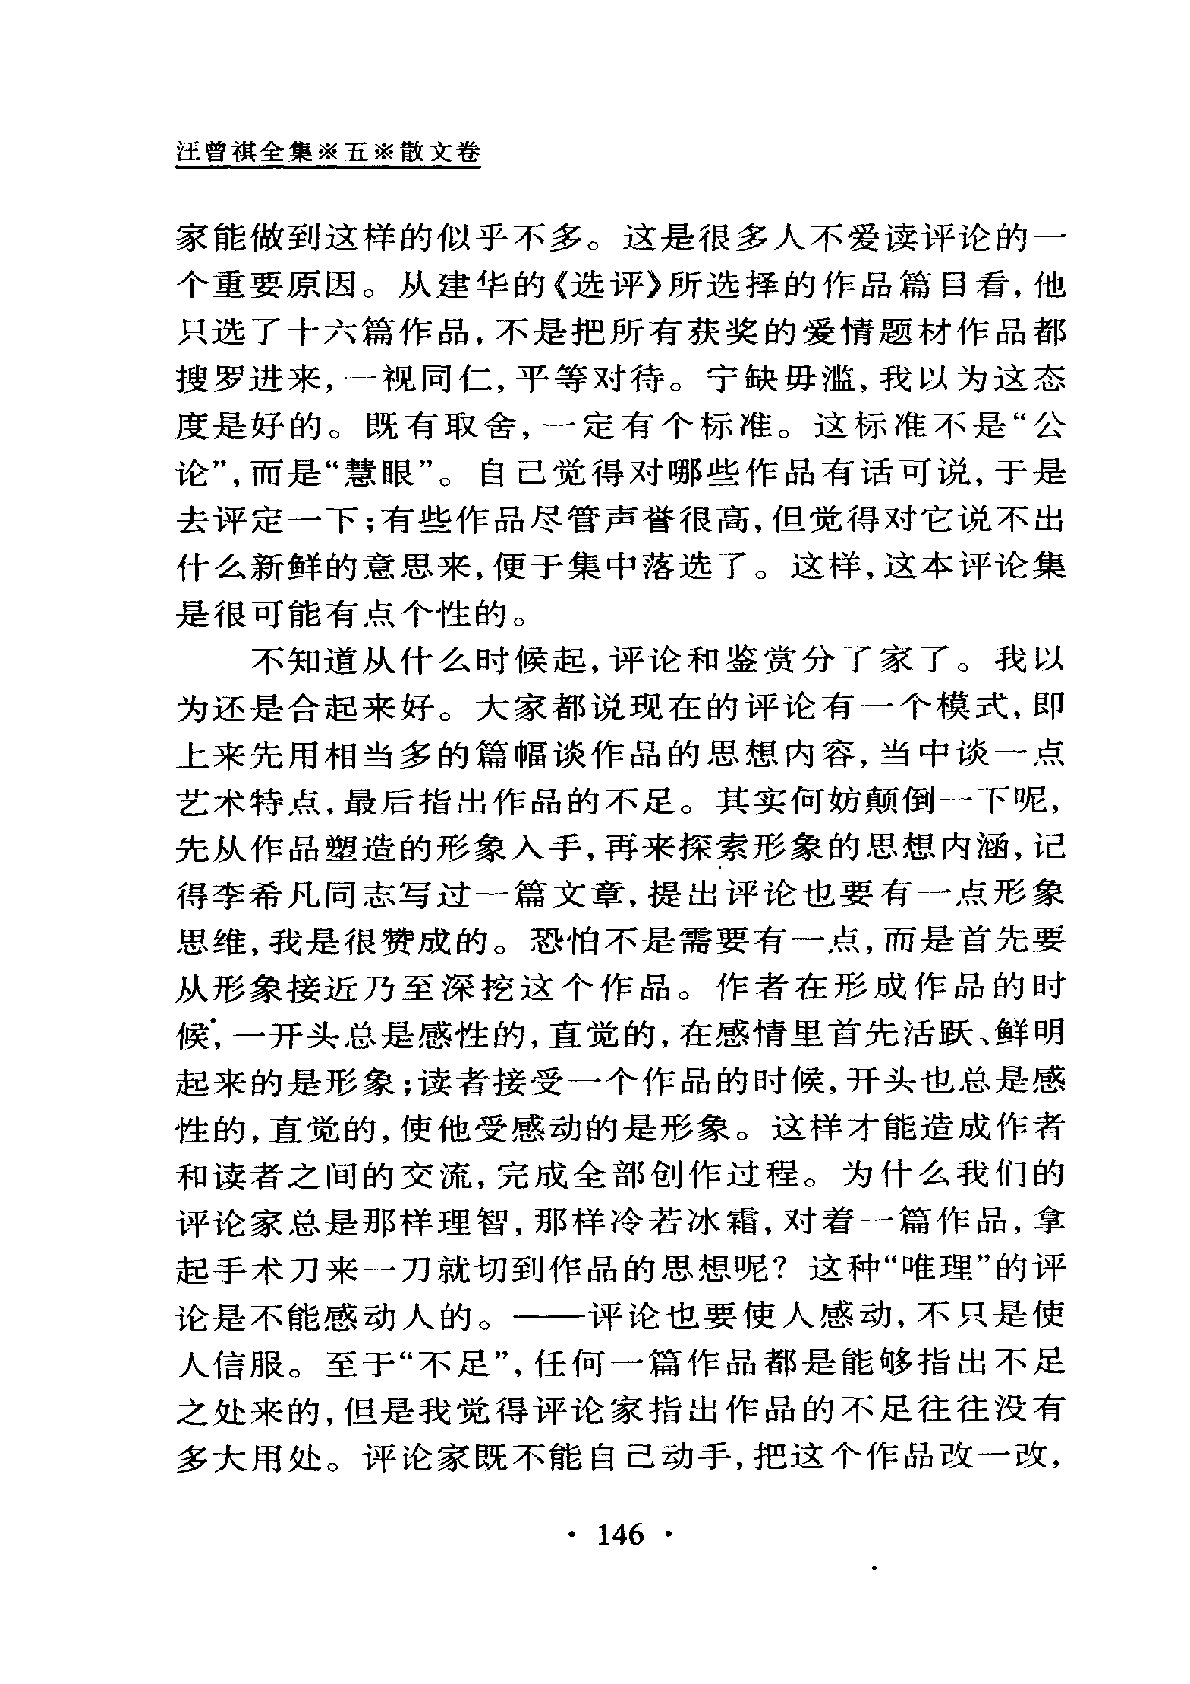 汪曾祺全集※五※散文卷
家能做到这样的似乎不多。这是很多人不爱读评论的一
个重要原因。从建华的《选评》所选择的作品篇目看,他
只选了十六篇作品,不是把所有获奖的爱情题材作品都
搜罗进来,一视同仁,平等对待。宁缺毋滥,我以为这态
度是好的。既有取舍,一定有个标准。这标准不是“公
论”,而是“慧眼”。自己觉得对哪些作品有话可说,于是
去评定一下;有些作品尽管声誉很高,但觉得对它说不出
什么新鲜的意思来,便于集中落选了。这样,这本评论集
是很可能有点个性的。
不知道从什么时候起,评论和鉴赏分了家了。我以
为还是合起来好。大家都说现在的评论有一个模式,即
上来先用相当多的篇幅谈作品的思想内容,当中谈一点
艺术特点,最后指出作品的不足。其实何妨颠倒一下呢,
先从作品塑造的形象入手,再来探索形象的思想内涵,记
得李希凡同志写过一篇文章,提出评论也要有一点形象
思维,我是很赞成的。恐怕不是需要有一点,而是首先要
从形象接近乃至深挖这个作品。作者在形成作品的时
候,一开头总是感性的,直觉的,在感情里首先活跃、鲜明
起来的是形象;读者接受一个作品的时候,开头也总是感
性的,直觉的,使他受感动的是形象。这样才能造成作者
和读者之间的交流,完成全部创作过程。为什么我们的
评论家总是那样理智,那样冷若冰霜,对着一篇作品,拿
起手术刀来一刀就切到作品的思想呢?这种“唯理”的评
论是不能感动人的。——评论也要使人感动,不只是使
人信服。至于“不足”,任何一篇作品都是能够指出不足
之处来的,但是我觉得评论家指出作品的不足往往没有
多大用处。评论家既不能自己动手,把这个作品改一改,
· 146 ·